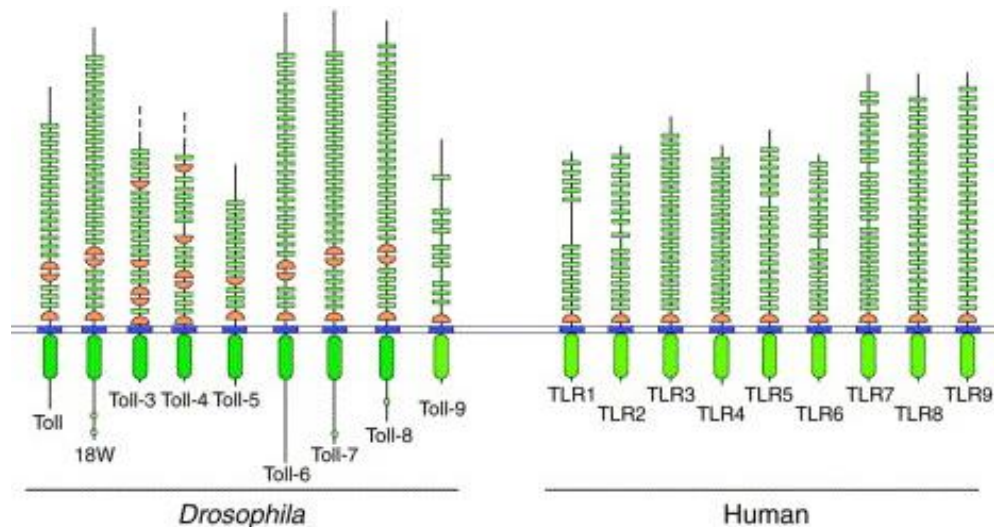 Toll
18W
Toll-3
Toll-4
Toll-5
Toll-6
Toll-7
Toll-8
Toll-9
TLR1
TLR2
TLR3
TLR4
TLR5
TLR6
TLR7
TLR8
TLR9
Drosophila
Human